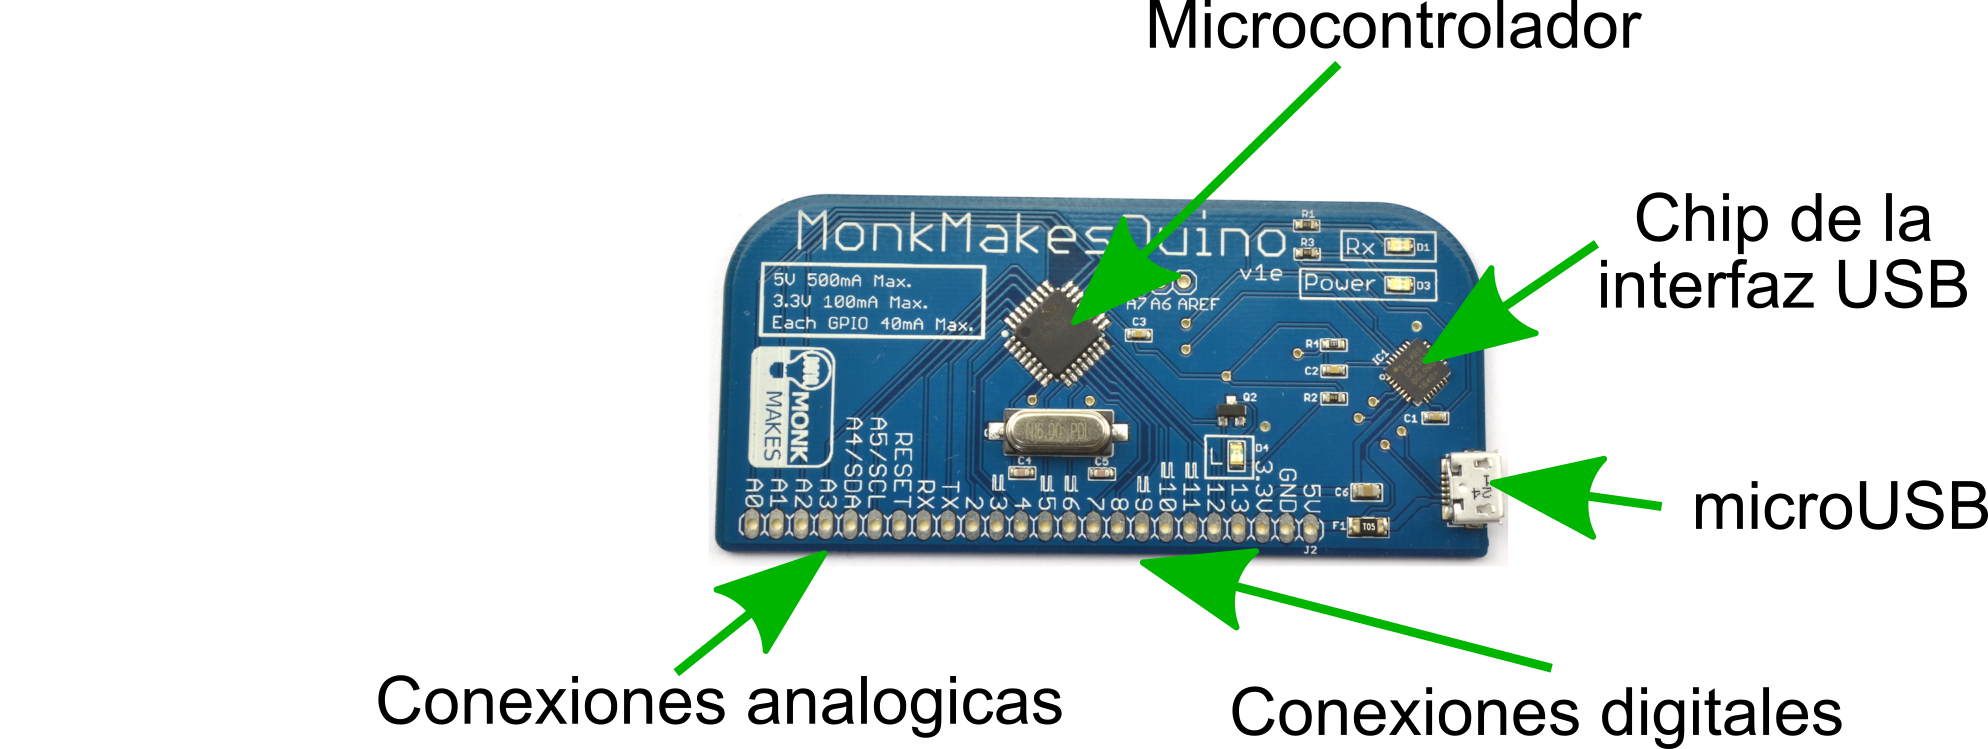 Microcontrolador
Chip de la
interfaz USB
microUSB
Conexiones analogicas
Conexiones digitales
MonkMakesDuino
v1e
R1
R3
Rx
D1
Power
D3
5V 500mA Max.
3.3V 100mA Max.
Each GPIO 40mA Max.
A7 A6 AREF
C3
R4
C2
R2
IC1
C1
Q2
MONK
MAKES
C4
C5
L
D4
C6
F1
T05
J2
A0
A1
A2
A3
A4/SDA
A5/SCL
RESET
RX
TX
2
3
4
5
6
7
8
9
10
11
12
13
3.3V
GND
5V